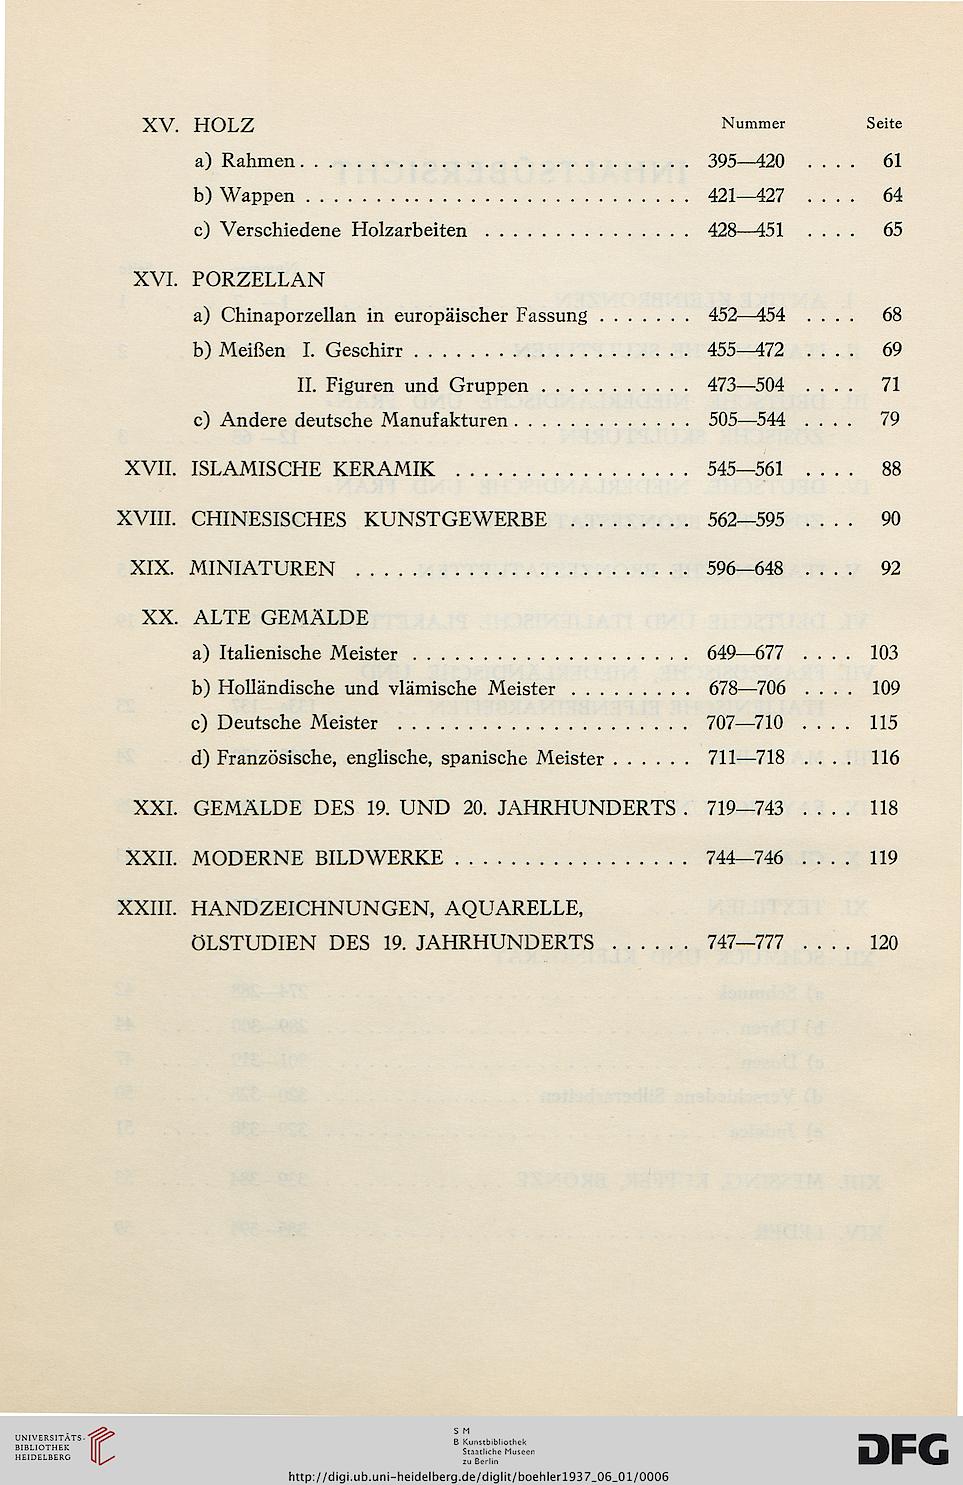 XV. HOLZ Nummer Seite
a) Rahmen . . . . . . . . . . . . . . . . . . . . . . . . . . . . 395—420 . . . . 61
b) Wappen . . . . . . . . . . . . . . . . . . . . . . . . . . . . 421—427 . . . . 64
c) Verschiedene Holzarbeiten . . . . . . . . . . . . . . . 428—451 . . . . 65
XVI. PORZELLAN
a) Chinaporzellan in europäischer Fassung . . . . . . . 452—454 . . . . 68
b) Meißen I. Geschirr . . . . . . . . . . . . . . . . . . . . 455—472 . . . . 69
II. Figuren und Gruppen . . . . . . . . . . . 473—504 . . . . 71
c) Andere deutsche Manufakturen . . . . . . . . . . . . . 505—544 . . . . 79
XVII. ISLAMISCHE KERAMIK . . . . . . . . . . . . . . . . . 545—561 . . . . 88
XVIII. CHINESISCHES KUNSTGEWERBE . . . . . . . . . 562—595 . . . . 90
XIX. MINIATUREN . . . . . . . . . . . . . . . . . . . . . . . . 596—648 . . . . 92
XX. ALTE GEMÄLDE
a) Italienische Meister . . . . . . . . . . . . . . . . . . . . 649—677 . . . . 103
b) Holländische und vlämische Meister . . . . . . . . . 678—706 . . . . 109
c) Deutsche Meister . . . . . . . . . . . . . . . . . . . . . 707—710 . . . . 115
d) Französische, englische, spanische Meister . . . . . . 711—718 . . . . 116
XXI. GEMÄLDE DES 19. UND 20. JAHRHUNDERTS . 719—743 . . . . 118
XXII. MODERNE BILDWERKE . . . . . . . . . . . . . . . . . 744—746 . . . . 119
XXIII. HANDZEICHNUNGEN, AQUARELLE,
ÖLSTUDIEN DES 19. JAHRHUNDERTS . . . . . . 747—777 . . . . 120
UNIVERSITÄTS-
BIBLIOTHEK
HEIDELBERG
S M
B Kunstbibliothek
Staatliche Museen
zu Berlin
DFG
http://digi.ub.uni-heidelberg.de/diglit/boehler1937_06_01/0006